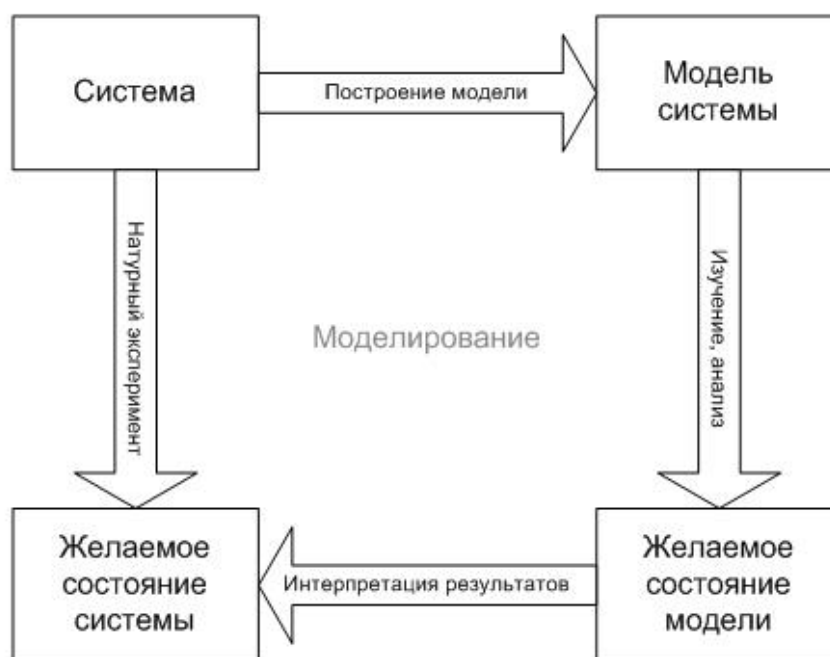 Система
Построение модели
Модель
системы
Натурный эксперимент
Моделирование
Изучение, анализ
Желаемое
состояние
системы
Интерпретация результатов
Желаемое
состояние
модели